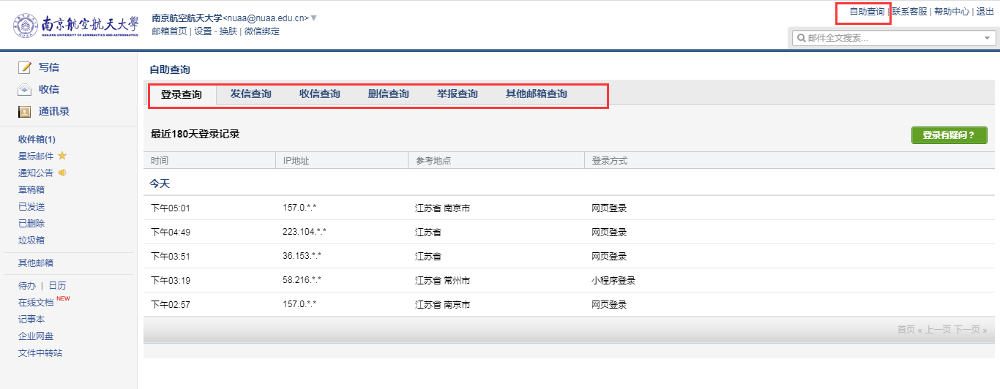 南京航空航天大学
NANJING UNIVERSITY OF AERONAUTICS AND ASTRONAUTICS
南京航空航天大学<nuaa@nuaa.edu.cn>
邮箱首页 | 设置 - 换肤 | 微信绑定
自助查询 | 联系客服 | 帮助中心 | 退出
邮件全文搜索...
写信
收信
通讯录
收件箱(1)
星标邮件
通知公告
草稿箱
已发送
已删除
垃圾箱
其他邮箱
待办 | 日历
在线文档 NEW
记事本
企业网盘
文件中转站
自助查询
登录查询 发信查询 收信查询 删信查询 举报查询 其他邮箱查询
最近180天登录记录
登录有疑问？
时间 IP地址 参考地点 登录方式
今天
下午05:01 157.0.*.* 江苏省 南京市 网页登录
下午04:49 223.104.*.* 江苏省 网页登录
下午03:51 36.153.*.* 江苏省 网页登录
下午03:19 58.216.*.* 江苏省 常州市 小程序登录
下午02:57 157.0.*.* 江苏省 南京市 网页登录
首页 « 上一页 下一页 »